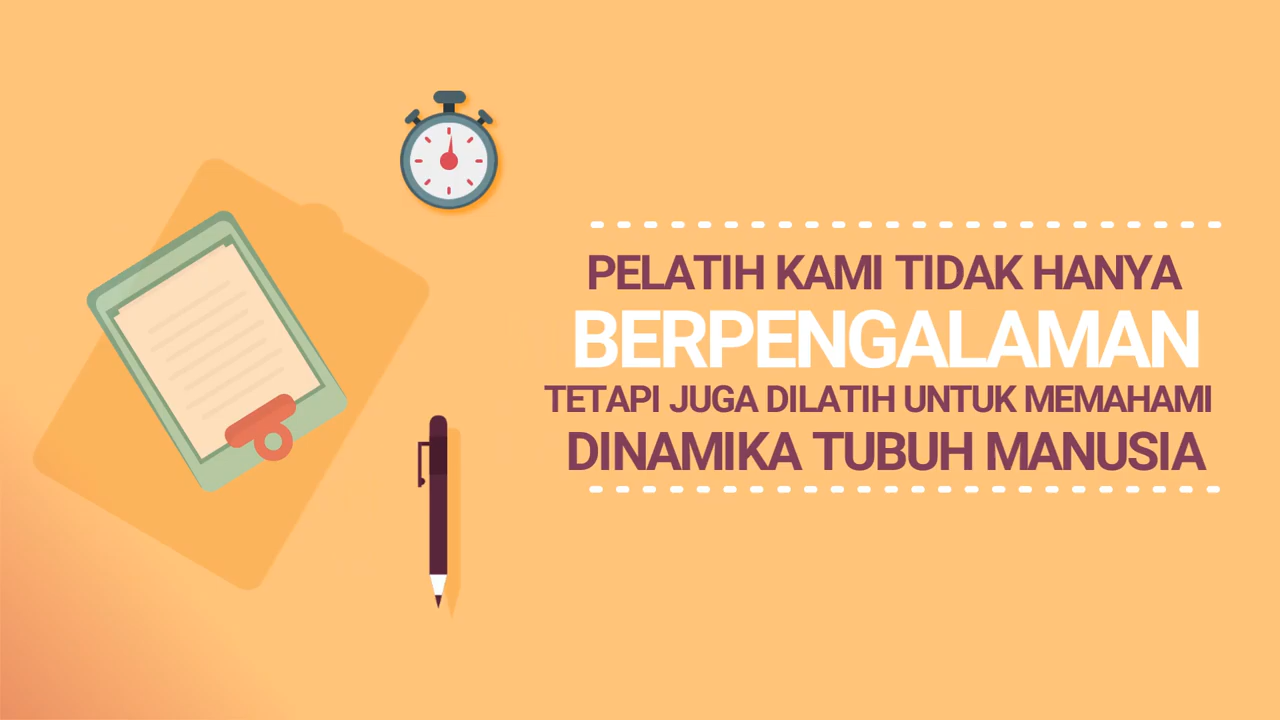 PELATIH KAMI TIDAK HANYA
BERPENGALAMAN
TETAPI JUGA DILATIH UNTUK MEMAHAMI
DINAMIKA TUBUH MANUSIA